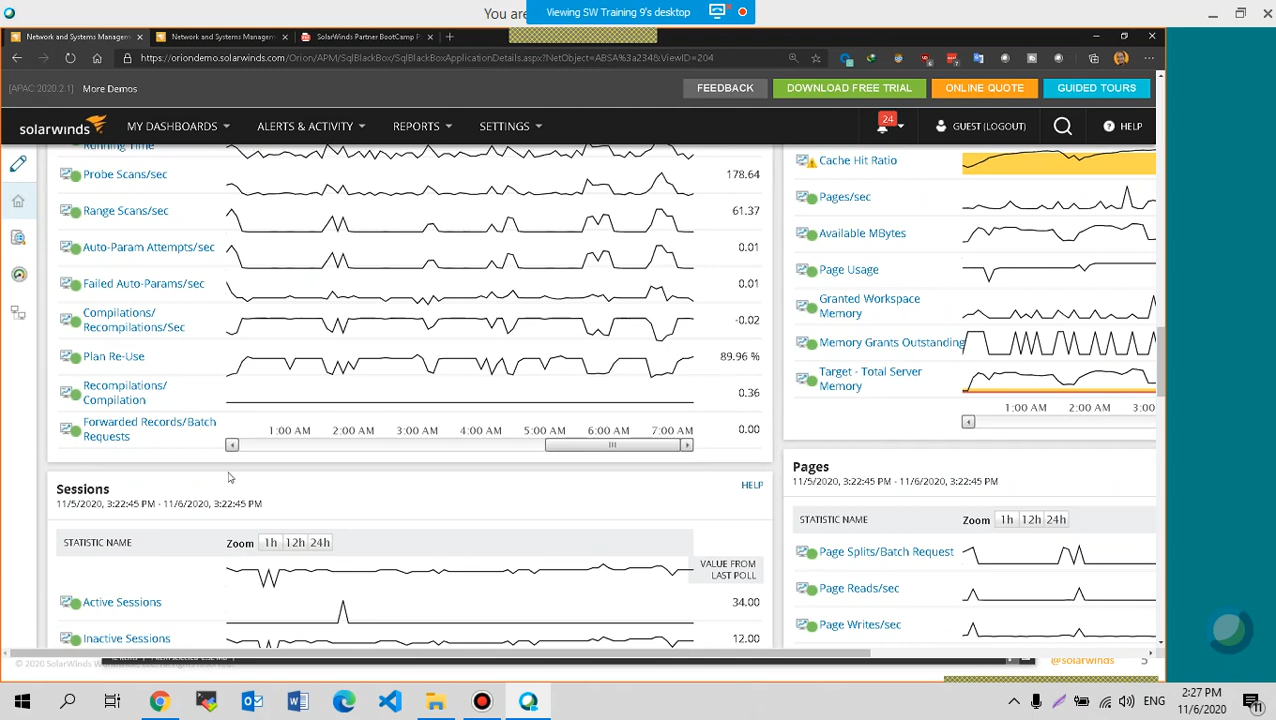 You are
Viewing SW Training 9's desktop
Network and Systems Managem
Network and Systems Managem
SolarWinds Partner BootCamp P
https://oriondemo.solarwinds.com/Orion/APM/SqlBlackBox/SqlBlackBoxApplicationDetails.aspx?NetObject=ABSA%3a234&ViewID=204
[APAC 2020.2.1]
More Demos
FEEDBACK
DOWNLOAD FREE TRIAL
ONLINE QUOTE
GUIDED TOURS
solarwinds
MY DASHBOARDS
ALERTS & ACTIVITY
REPORTS
SETTINGS
24
GUEST (LOGOUT)
HELP
Running Time
Probe Scans/sec
178.64
Range Scans/sec
61.37
Auto-Param Attempts/sec
0.01
Failed Auto-Params/sec
0.01
Compilations/
Recompilations/Sec
-0.02
Plan Re-Use
89.96 %
Recompilations/
Compilation
0.36
Forwarded Records/Batch
Requests
0.00
1:00 AM
2:00 AM
3:00 AM
4:00 AM
5:00 AM
6:00 AM
7:00 AM
Cache Hit Ratio
Pages/sec
Available MBytes
Page Usage
Granted Workspace
Memory
Memory Grants Outstanding
Target - Total Server
Memory
1:00 AM
2:00 AM
3:00
Sessions
HELP
11/5/2020, 3:22:45 PM - 11/6/2020, 3:22:45 PM
STATISTIC NAME
Zoom
1h
12h
24h
VALUE FROM
LAST POLL
Active Sessions
34.00
Inactive Sessions
12.00
Pages
11/5/2020, 3:22:45 PM - 11/6/2020, 3:22:45 PM
STATISTIC NAME
Zoom
1h
12h
24h
Page Splits/Batch Request
Page Reads/sec
Page Writes/sec
© 2020 SolarWinds
@solarwinds
5
ENG
2:27 PM
11/6/2020